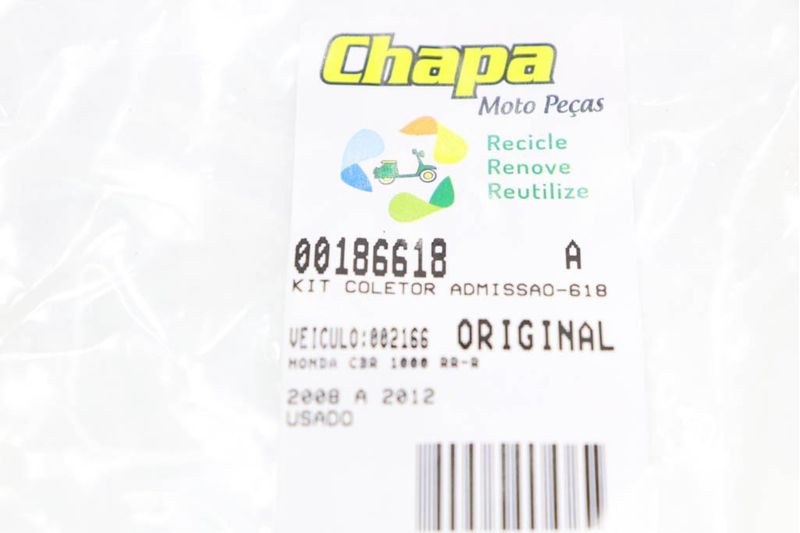 Chapa
Moto Peças
Recicle
Renove
Reutilize
00186618 A
KIT COLETOR ADMISSAO-618
VEICULO:002166 ORIGINAL
HONDA CBR 1000 RR-R
2008 A 2012
USADO